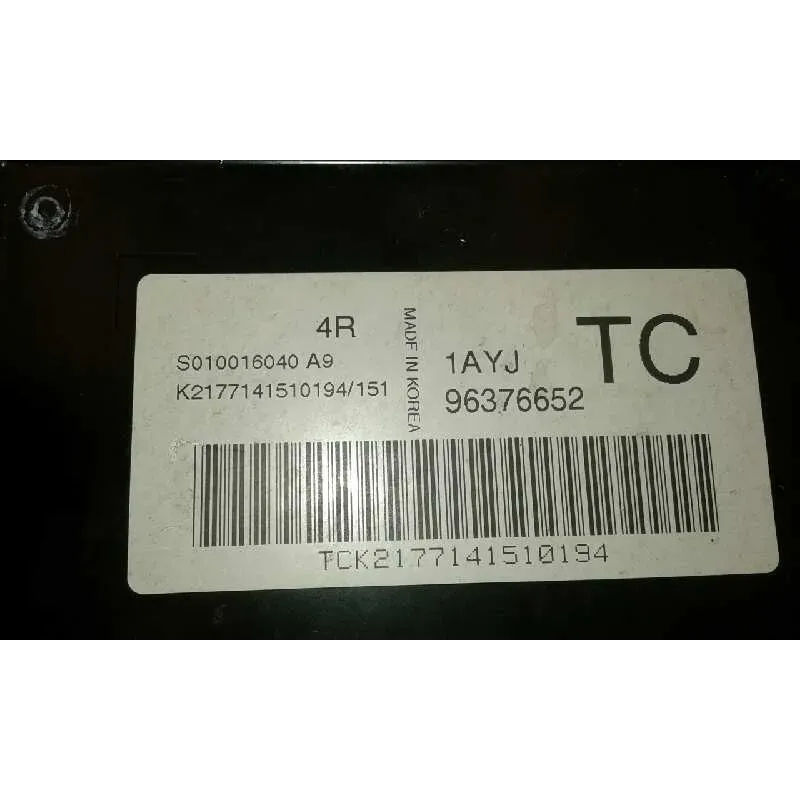 4R
S010016040 A9
K2177141510194/151
MADE IN KOREA
1AYJ
96376652
TC
TCK2177141510194